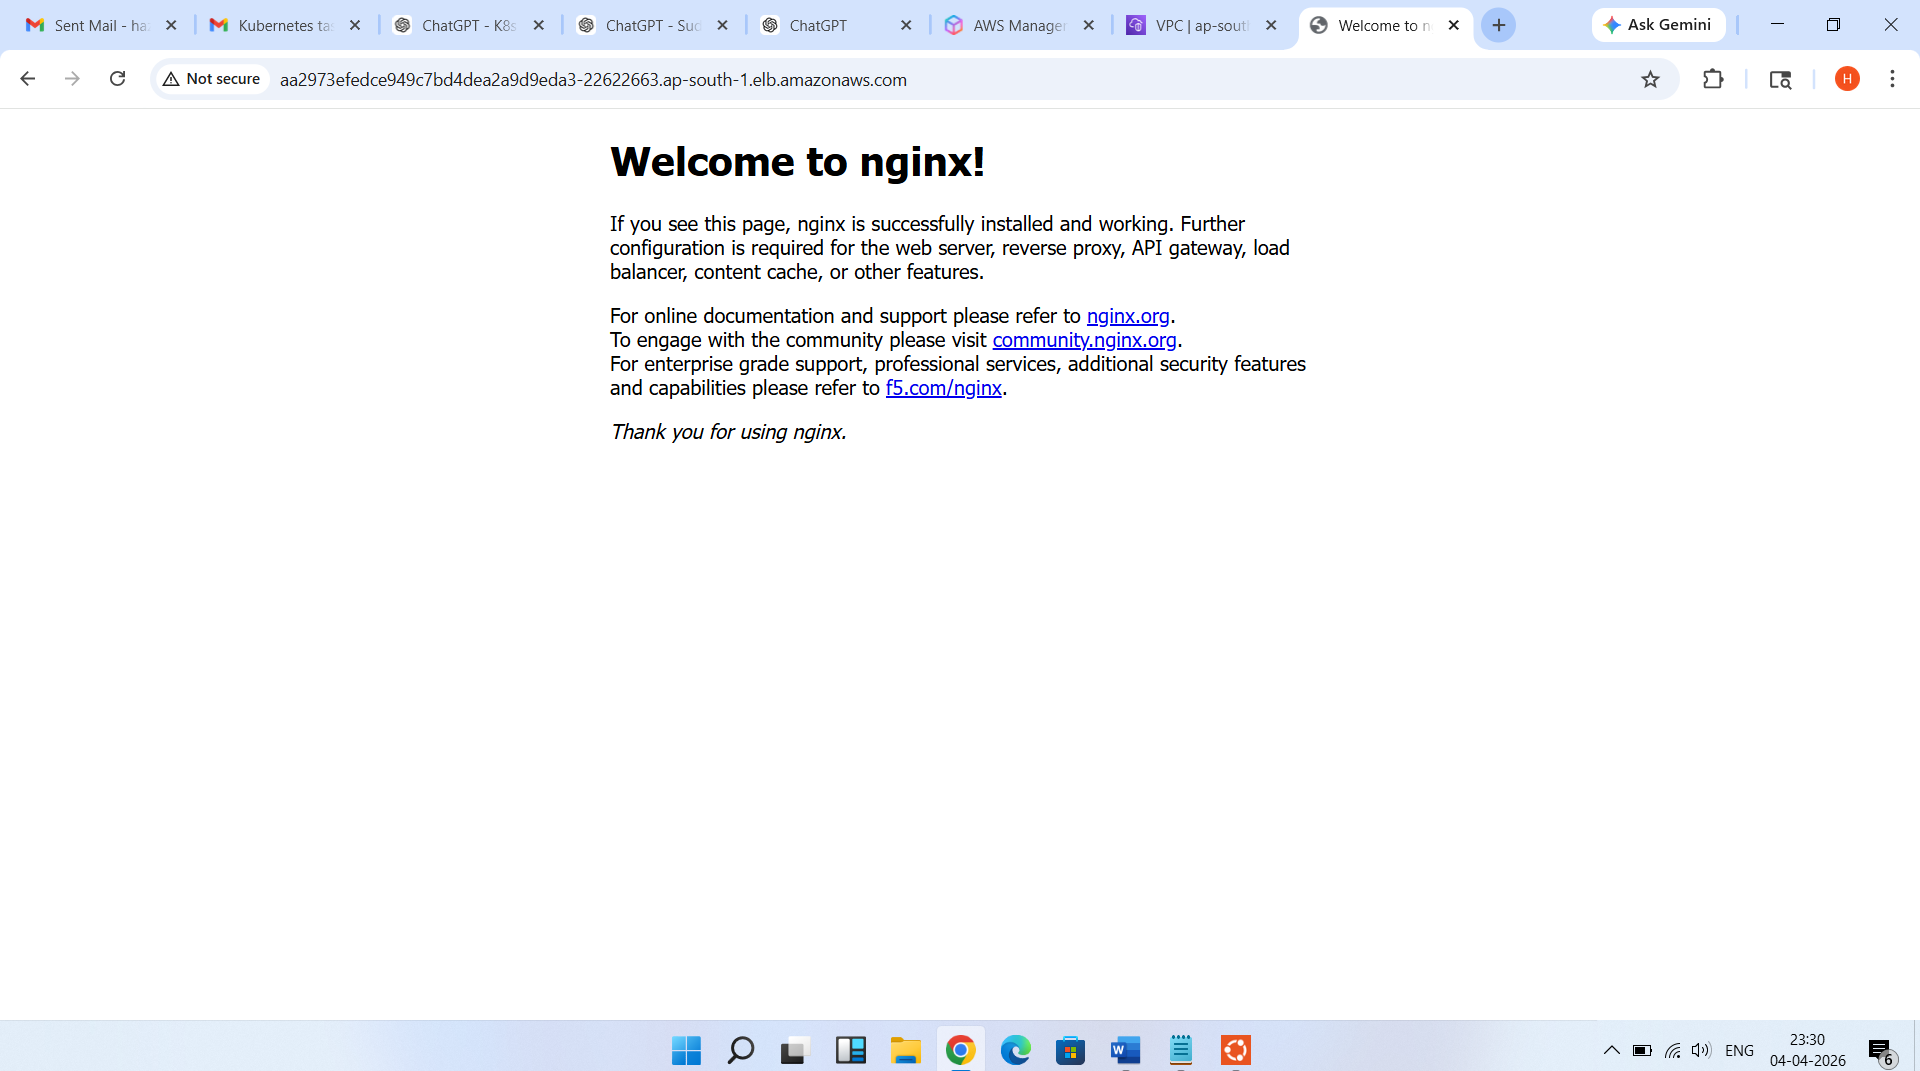 Sent Mail - ha
Kubernetes ta
ChatGPT - K8s
ChatGPT - Sud
ChatGPT
AWS Manager
VPC | ap-sout
Welcome to n
Ask Gemini
Not secure
aa2973efedce949c7bd4dea2a9d9eda3-22622663.ap-south-1.elb.amazonaws.com
H
Welcome to nginx!
If you see this page, nginx is successfully installed and working. Further
configuration is required for the web server, reverse proxy, API gateway, load
balancer, content cache, or other features.
For online documentation and support please refer to nginx.org.
To engage with the community please visit community.nginx.org.
For enterprise grade support, professional services, additional security features
and capabilities please refer to f5.com/nginx.
Thank you for using nginx.
W
ENG
23:30
04-04-2026
6